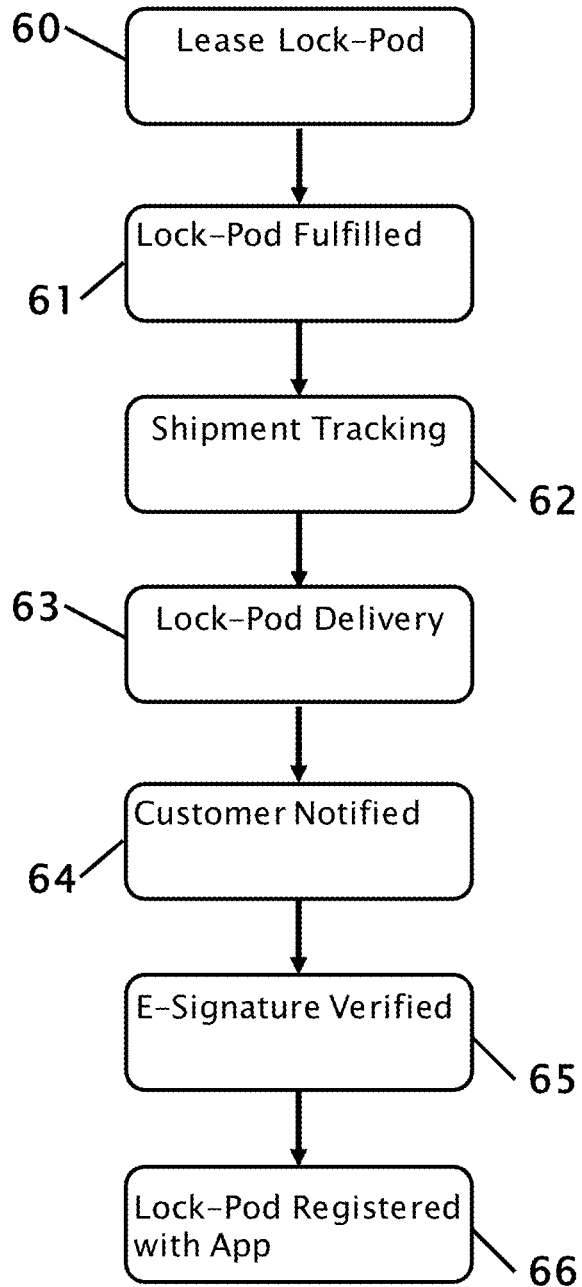 60
Lease Lock-Pod
Lock-Pod Fulfilled
61
Shipment Tracking
62
63
Lock-Pod Delivery
Customer Notified
64
E-Signature Verified
65
Lock-Pod Registered
with App
66